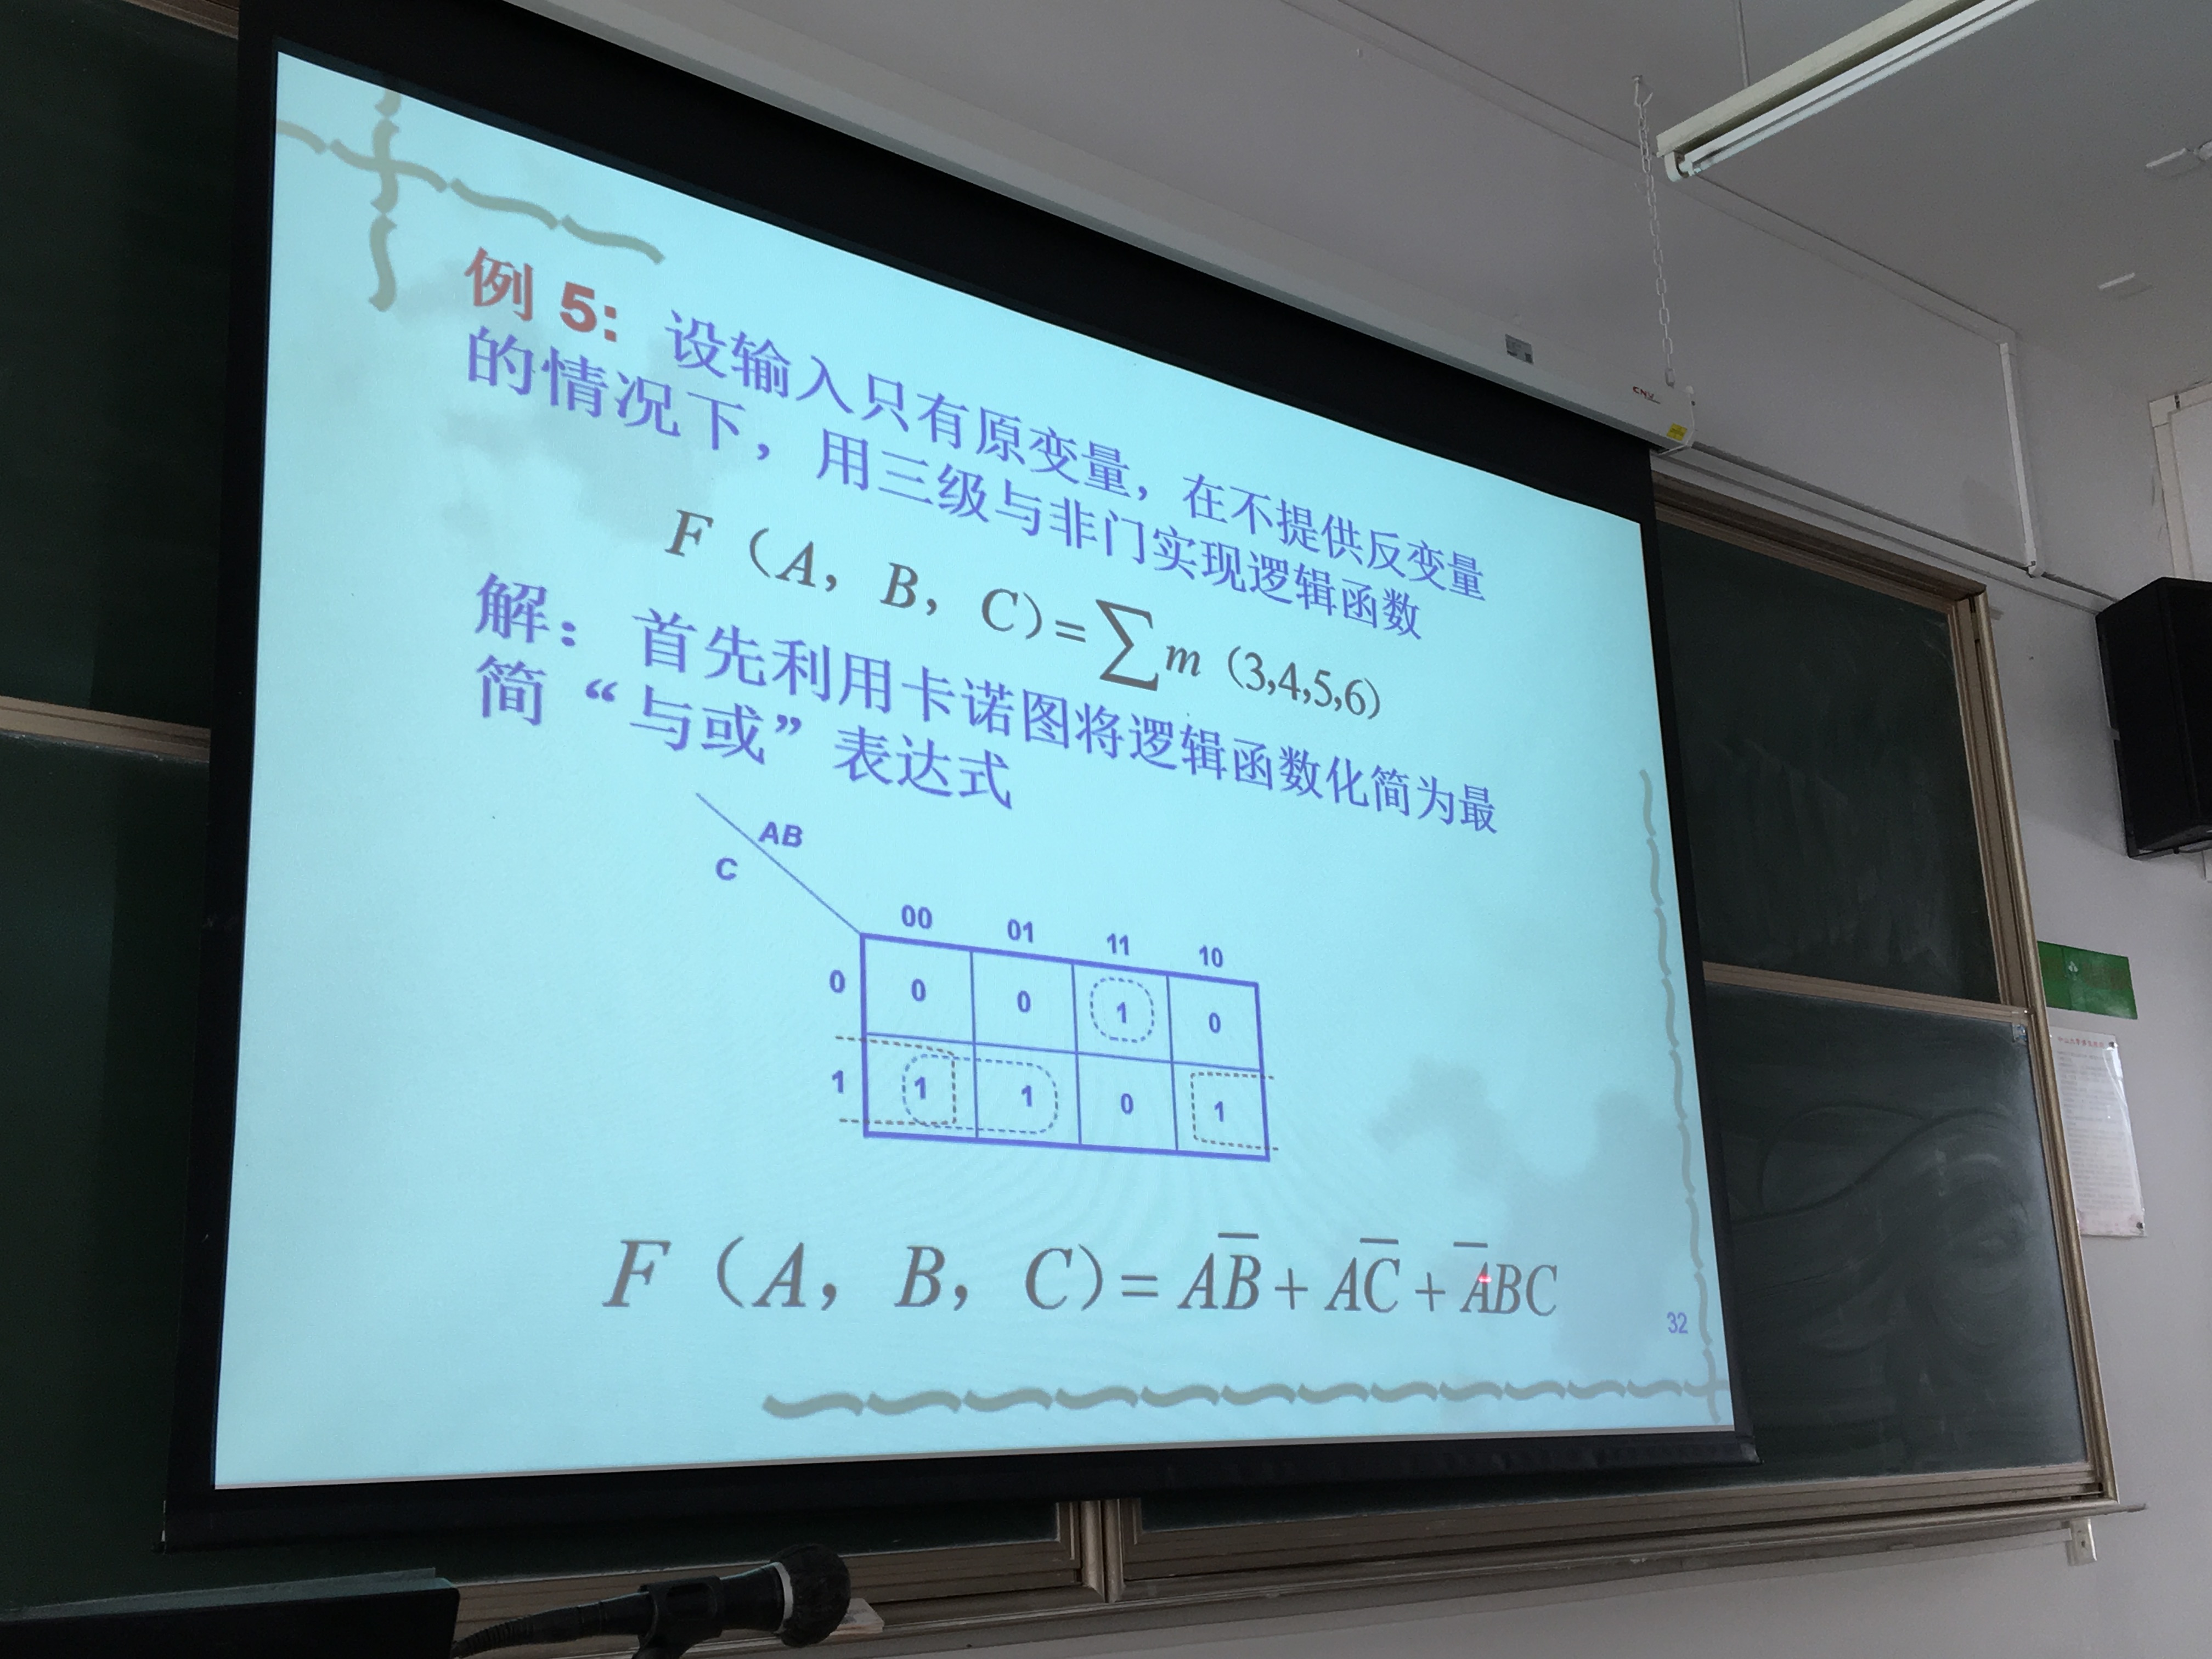 例 5: 设输入只有原变量，在不提供反变量
的情况下，用三级与非门实现逻辑函数
F（A，B，C）=∑m（3,4,5,6）
解：首先利用卡诺图将逻辑函数化简为最
简“与或”表达式
AB
C
00 01 11 10
0 0 0 1 0
1 1 1 0 1
F（A，B，C）= AB̅ + AC̅ + A̅BC
32